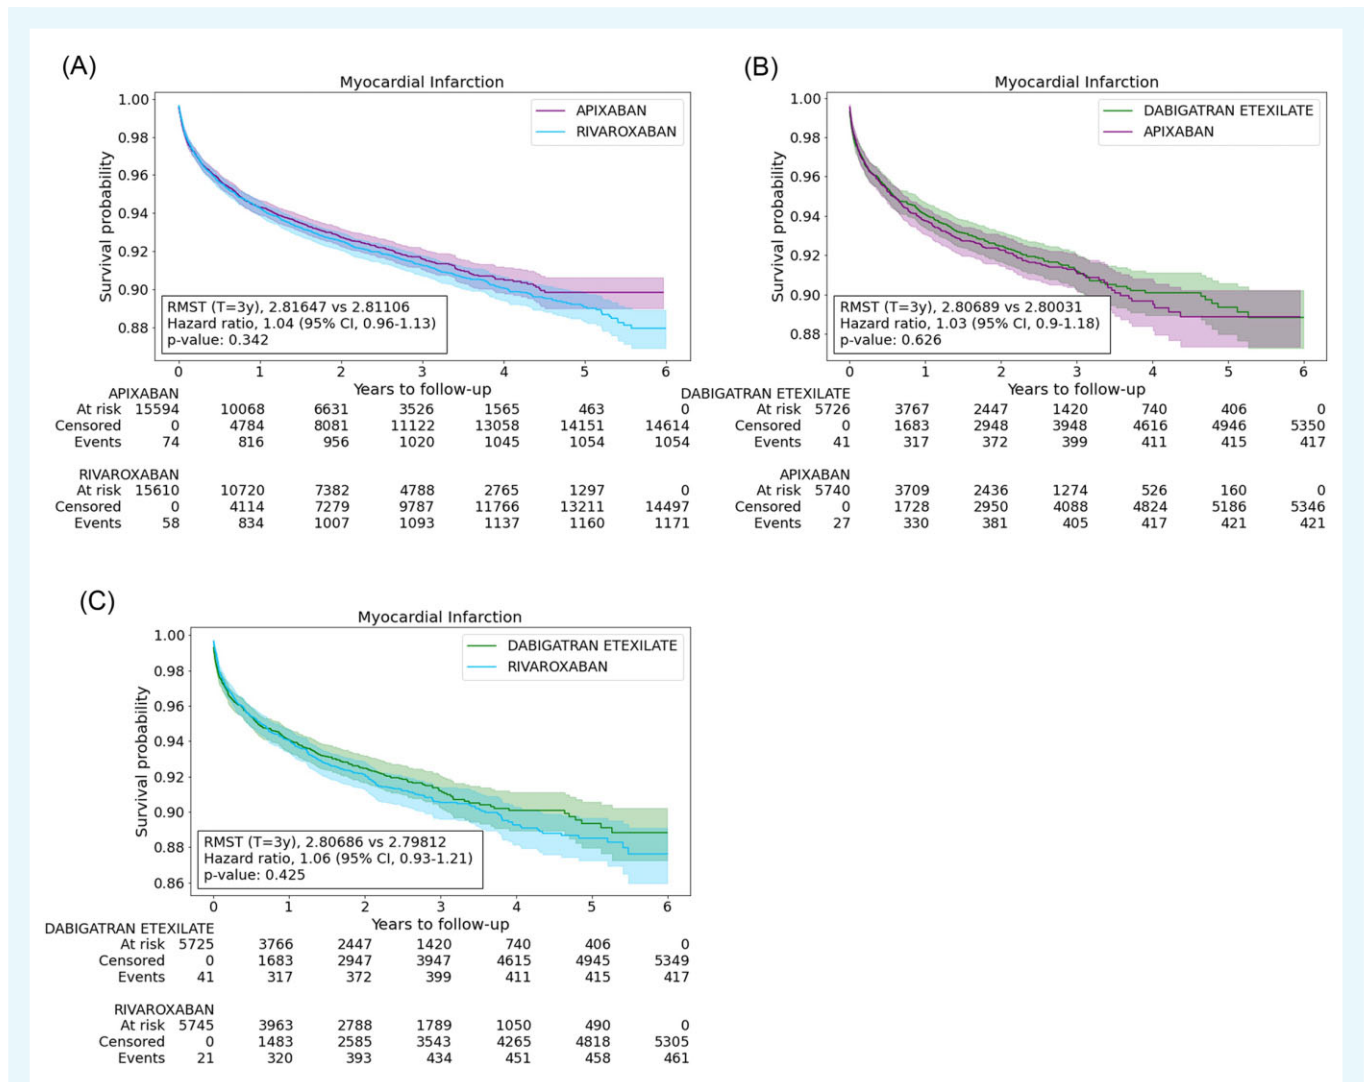 (A)
Myocardial Infarction
1.00
0.98
0.96
0.94
0.92
0.90
0.88
Survival probability
APIXABAN
RIVAROXABAN
RMST (T=3y), 2.81647 vs 2.81106
Hazard ratio, 1.04 (95% CI, 0.96-1.13)
p-value: 0.342
0 1 2 3 4 5 6
Years to follow-up
APIXABAN
At risk 15594 10068 6631 3526 1565 463 0
Censored 0 4784 8081 11122 13058 14151 14614
Events 74 816 956 1020 1045 1054 1054
RIVAROXABAN
At risk 15610 10720 7382 4788 2765 1297 0
Censored 0 4114 7279 9787 11766 13211 14497
Events 58 834 1007 1093 1137 1160 1171
(B)
Myocardial Infarction
1.00
0.98
0.96
0.94
0.92
0.90
0.88
Survival probability
DABIGATRAN ETEXILATE
APIXABAN
RMST (T=3y), 2.80689 vs 2.80031
Hazard ratio, 1.03 (95% CI, 0.9-1.18)
p-value: 0.626
0 1 2 3 4 5 6
Years to follow-up
DABIGATRAN ETEXILATE
At risk 5726 3767 2447 1420 740 406 0
Censored 0 1683 2948 3948 4616 4946 5350
Events 41 317 372 399 411 415 417
APIXABAN
At risk 5740 3709 2436 1274 526 160 0
Censored 0 1728 2950 4088 4824 5186 5346
Events 27 330 381 405 417 421 421
(C)
Myocardial Infarction
1.00
0.98
0.96
0.94
0.92
0.90
0.88
0.86
Survival probability
DABIGATRAN ETEXILATE
RIVAROXABAN
RMST (T=3y), 2.80686 vs 2.79812
Hazard ratio, 1.06 (95% CI, 0.93-1.21)
p-value: 0.425
0 1 2 3 4 5 6
Years to follow-up
DABIGATRAN ETEXILATE
At risk 5725 3766 2447 1420 740 406 0
Censored 0 1683 2947 3947 4615 4945 5349
Events 41 317 372 399 411 415 417
RIVAROXABAN
At risk 5745 3963 2788 1789 1050 490 0
Censored 0 1483 2585 3543 4265 4818 5305
Events 21 320 393 434 451 458 461